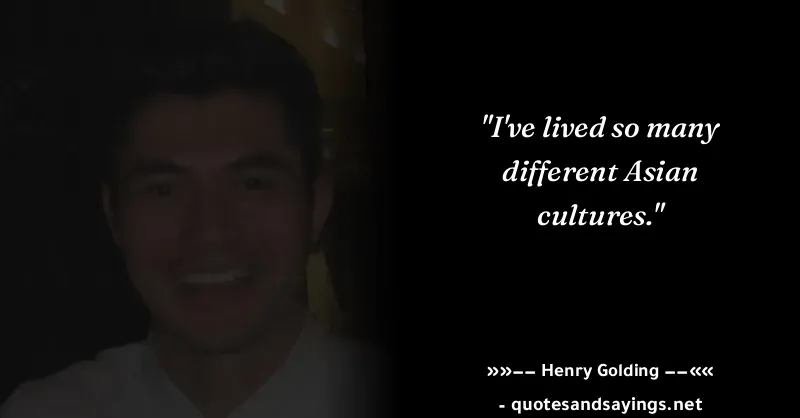 "I've lived so many
different Asian
cultures."
»»−− Henry Golding −−««
- quotesandsayings.net